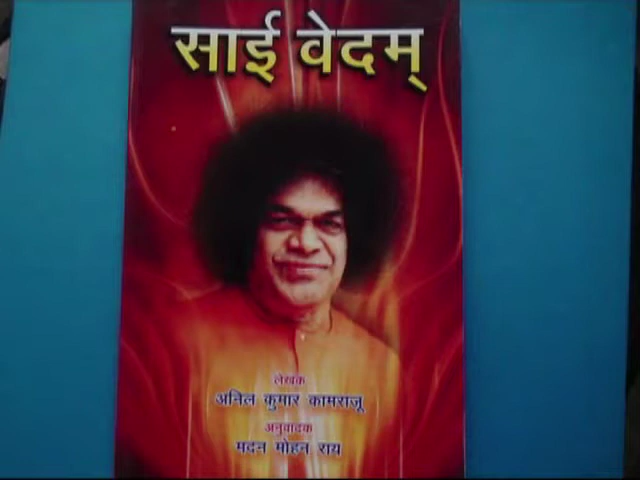 साई वेदम्
लेखक
अनिल कुमार कामराजू
अनुवादक
मदन मोहन राय